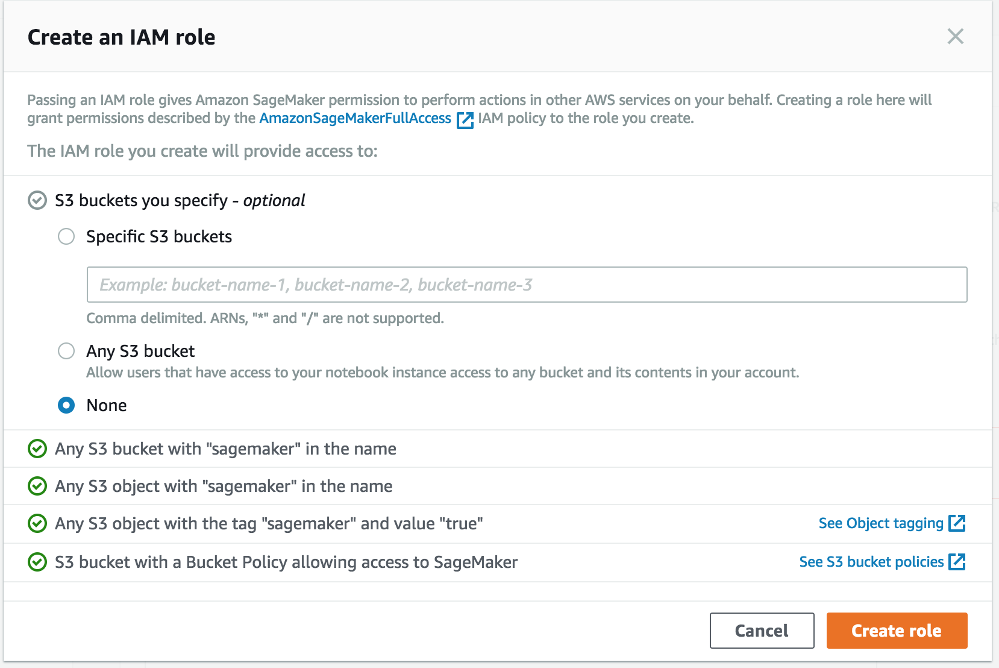 Create an IAM role
Passing an IAM role gives Amazon SageMaker permission to perform actions in other AWS services on your behalf. Creating a role here will
grant permissions described by the AmazonSageMakerFullAccess IAM policy to the role you create.
The IAM role you create will provide access to:
S3 buckets you specify - optional
Specific S3 buckets
Example: bucket-name-1, bucket-name-2, bucket-name-3
Comma delimited. ARNs, "*" and "/" are not supported.
Any S3 bucket
Allow users that have access to your notebook instance access to any bucket and its contents in your account.
None
Any S3 bucket with "sagemaker" in the name
Any S3 object with "sagemaker" in the name
Any S3 object with the tag "sagemaker" and value "true" See Object tagging
S3 bucket with a Bucket Policy allowing access to SageMaker See S3 bucket policies
Cancel Create role